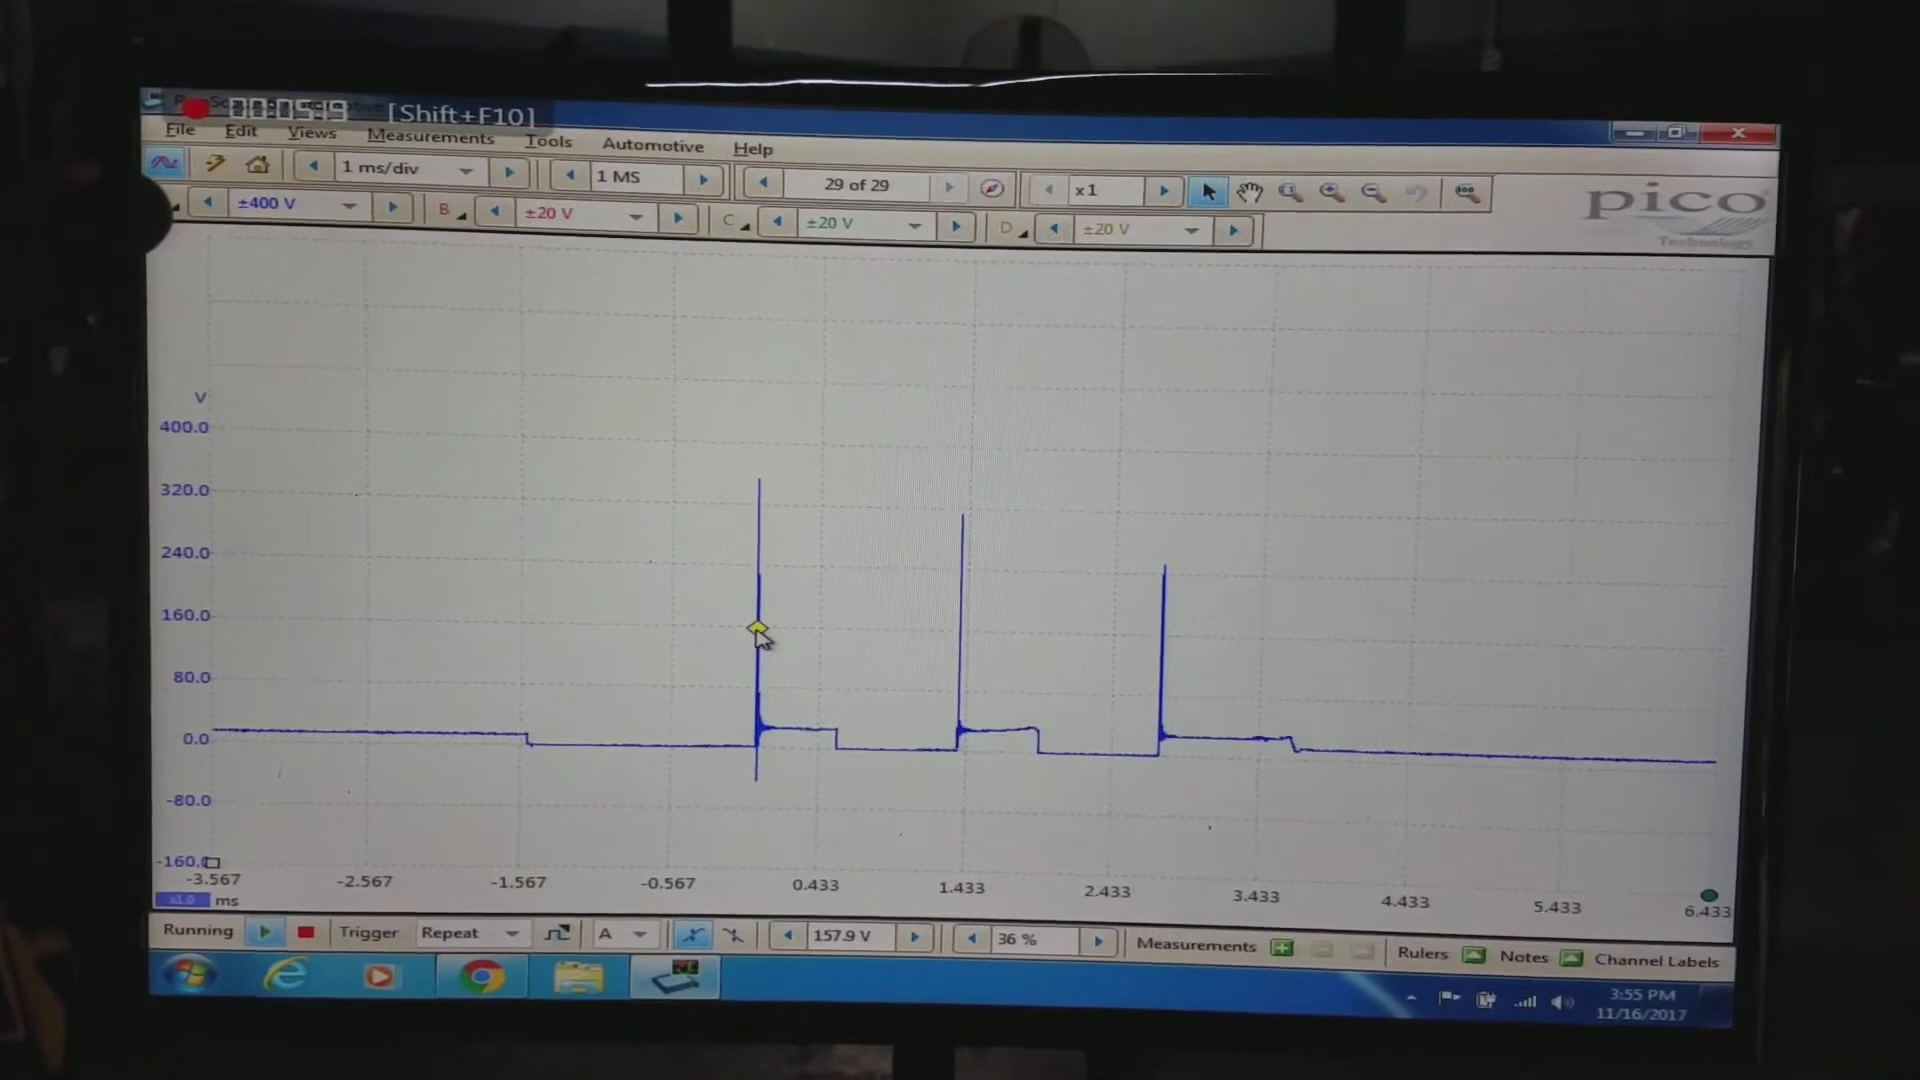 [Shift+F10]
File Edit Views Measurements Tools Automotive Help
1 ms/div 1 MS 29 of 29 x1
±400 V B ±20 V C ±20 V D ±20 V
pico
Technology
V
400.0
320.0
240.0
160.0
80.0
0.0
-80.0
-160.0
-3.567 -2.567 -1.567 -0.567 0.433 1.433 2.433 3.433 4.433 5.433 6.433
x1.0 ms
Running Trigger Repeat A 157.9 V 36 % Measurements Rulers Notes Channel Labels
3:55 PM
11/16/2017